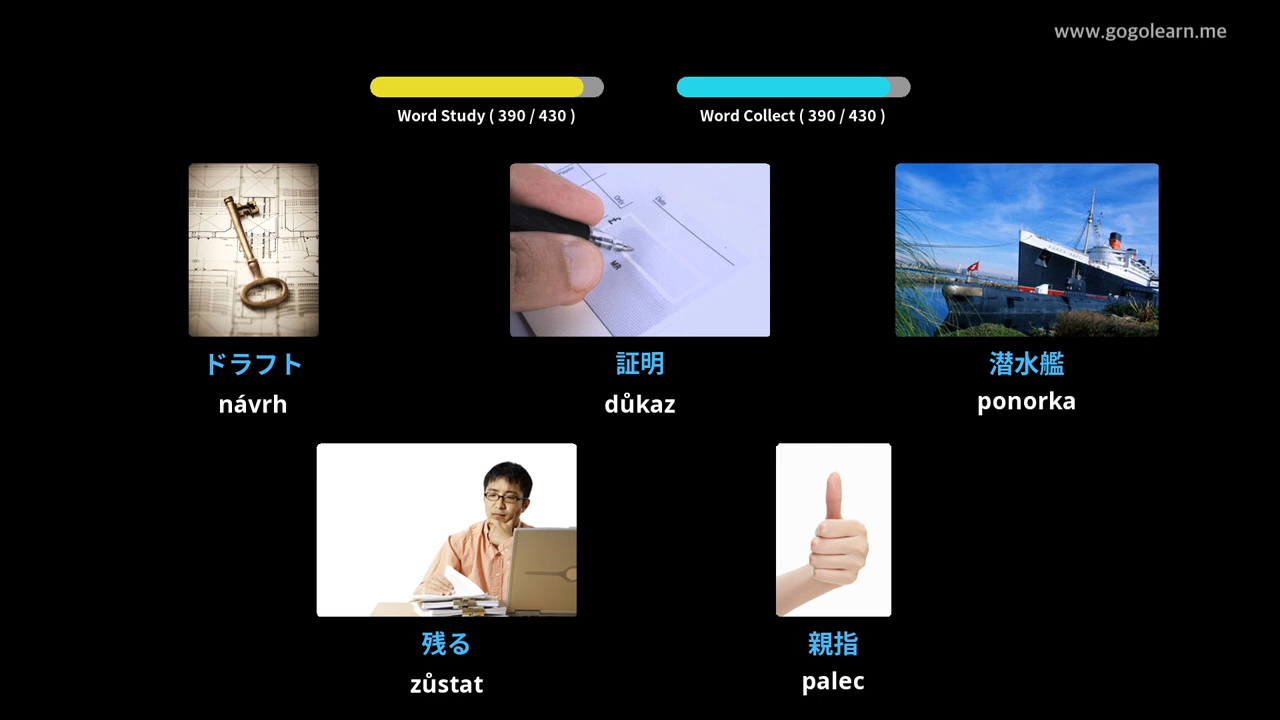 www.gogolearn.me
Word Study ( 390 / 430 )
Word Collect ( 390 / 430 )
ドラフト
návrh
証明
důkaz
潜水艦
ponorka
残る
zůstat
親指
palec